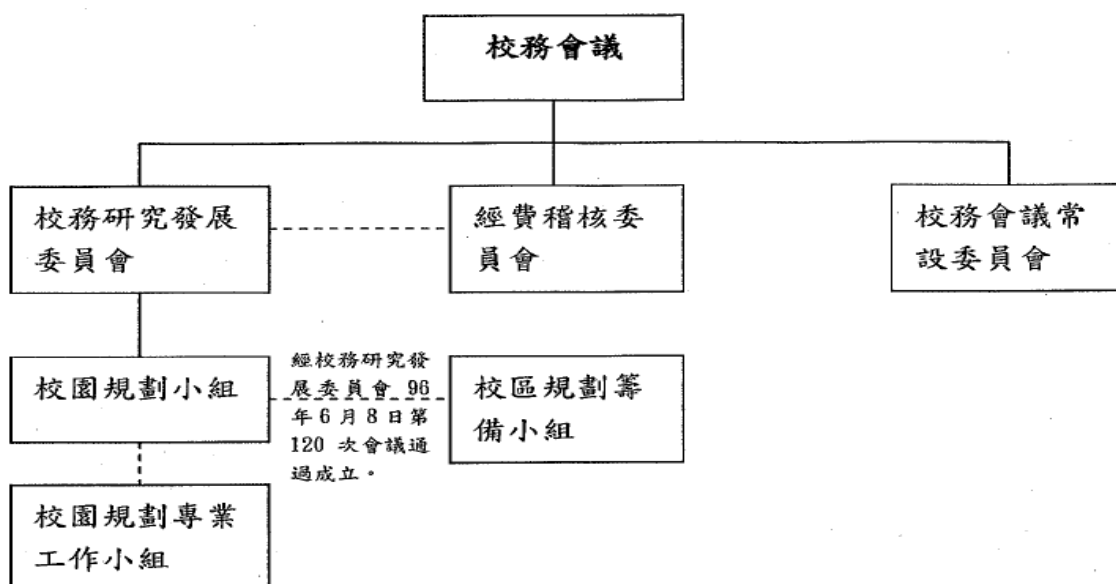 校務會議
校務研究發展
委員會
經費稽核委
員會
校務會議常
設委員會
校園規劃小組
經校務研究發
展委員會 96
年 6 月 8 日第
120 次會議通
過成立。
校區規劃籌
備小組
校園規劃專業
工作小組